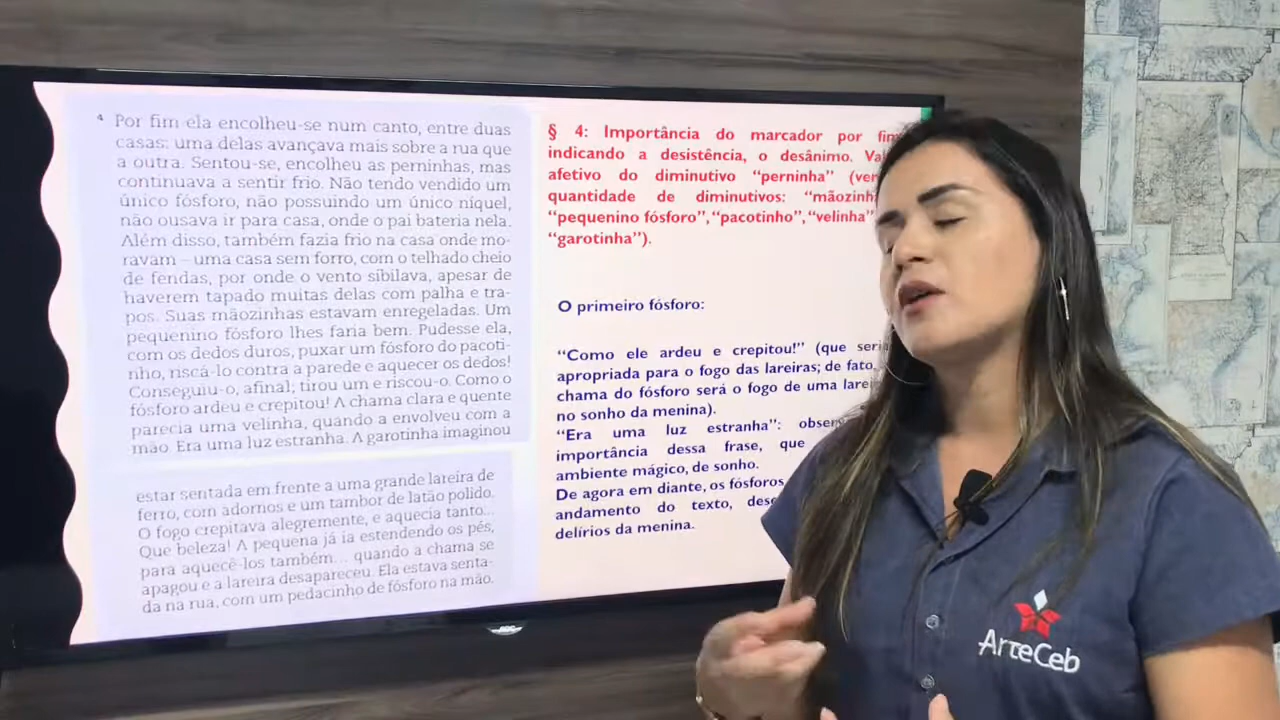 4 Por fim ela encolheu-se num canto, entre duas
casas: uma delas avançava mais sobre a rua que
a outra. Sentou-se, encolheu as perninhas, mas
continuava a sentir frio. Não tendo vendido um
único fósforo, não possuindo um único níquel,
não ousava ir para casa, onde o pai bateria nela.
Além disso, também fazia frio na casa onde mo-
ravam – uma casa sem forro, com o telhado cheio
de fendas, por onde o vento sibilava, apesar de
haverem tapado muitas delas com palha e tra-
pos. Suas mãozinhas estavam enregeladas. Um
pequenino fósforo lhes faria bem. Pudesse ela,
com os dedos duros, puxar um fósforo do pacoti-
nho, riscá-lo contra a parede e aquecer os dedos!
Conseguiu-o, afinal; tirou um e riscou-o. Como o
fósforo ardeu e crepitou! A chama clara e quente
parecia uma velinha, quando a envolveu com a
mão. Era uma luz estranha. A garotinha imaginou
estar sentada em frente a uma grande lareira de
ferro, com adornos e um tambor de latão polido.
O fogo crepitava alegremente, e aquecia tanto...
Que beleza! A pequena já ia estendendo os pés,
para aquecê-los também... quando a chama se
apagou e a lareira desapareceu. Ela estava senta-
da na rua, com um pedacinho de fósforo na mão.
§ 4: Importância do marcador por fim
indicando a desistência, o desânimo.
afetivo do diminutivo “perninha”
quantidade de diminutivos:
“pequenino fósforo”, “pacotinho”, “velinha”
“garotinha”).
O primeiro fósforo:
“Como ele ardeu e crepitou!” (que
apropriada para o fogo das lareiras; de fato,
chama do fósforo será o fogo de uma
no sonho da menina).
“Era uma luz estranha”:
importância dessa frase, que
ambiente mágico, de sonho.
De agora em diante, os fósforos
andamento do texto,
delírios da menina.
AOC
ArteCeb